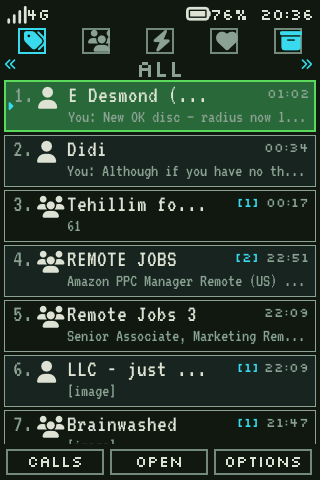 4G 76% 20:36
« »
ALL
1. E Desmond (... 01:02
You: New OK disc - radius now l...
2. Didi 00:34
You: Although if you have no th...
3. Tehillim fo... [1] 00:17
61
4. REMOTE JOBS [2] 22:51
Amazon PPC Manager Remote (US) ...
5. Remote Jobs 3 22:09
Senior Associate, Marketing Rem...
6. LLC - just ... [1] 22:09
[image]
7. Brainwashed [1] 21:47
CALLS OPEN OPTIONS